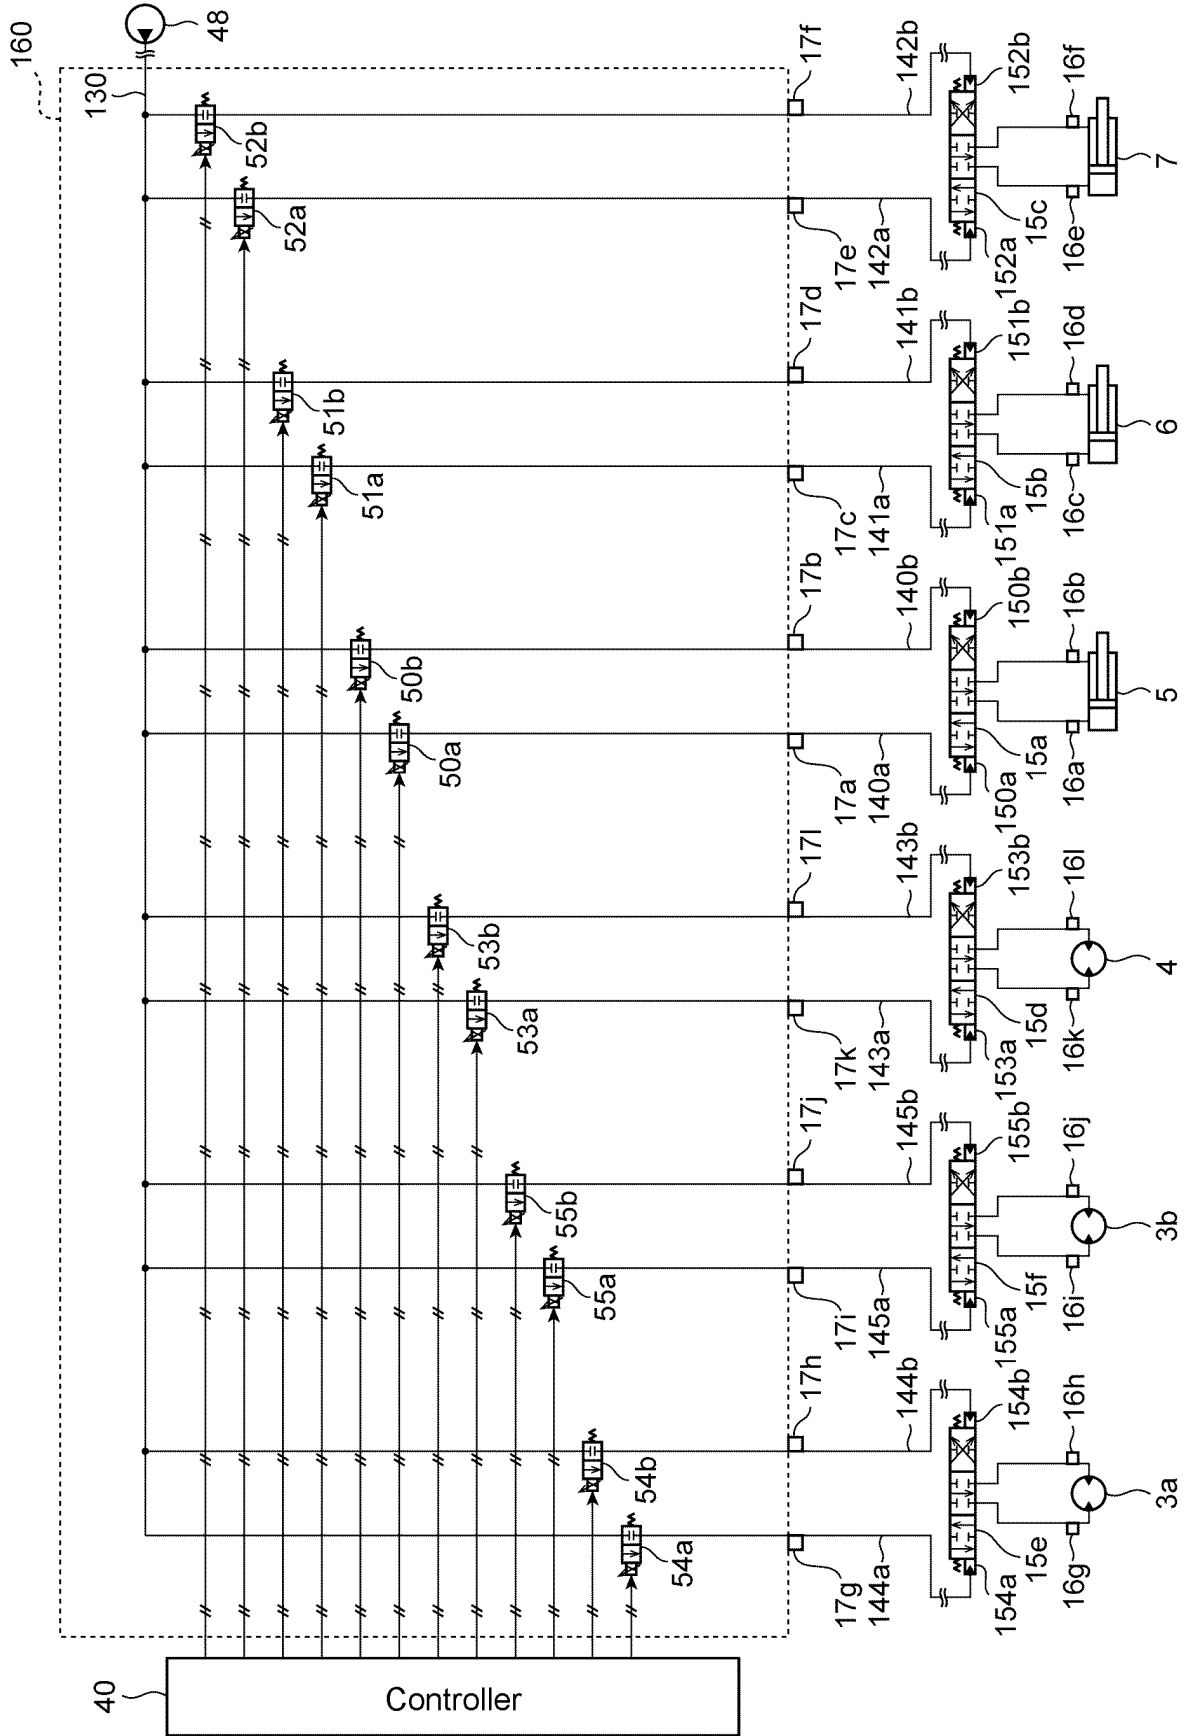 160
130
48
52b
52a
51b
51a
50b
50a
53b
53a
55b
55a
54b
54a
40
Controller
17f
17e
17d
17c
17b
17a
17l
17k
17j
17i
17h
17g
142b
142a
141b
141a
140b
140a
143b
143a
145b
145a
144b
144a
152b
15c
152a
151b
15b
151a
150b
15a
150a
153b
15d
153a
155b
15f
155a
154b
15e
154a
16f
16e
16d
16c
16b
16a
16l
16k
16j
16i
16h
16g
7
6
5
4
3b
3a